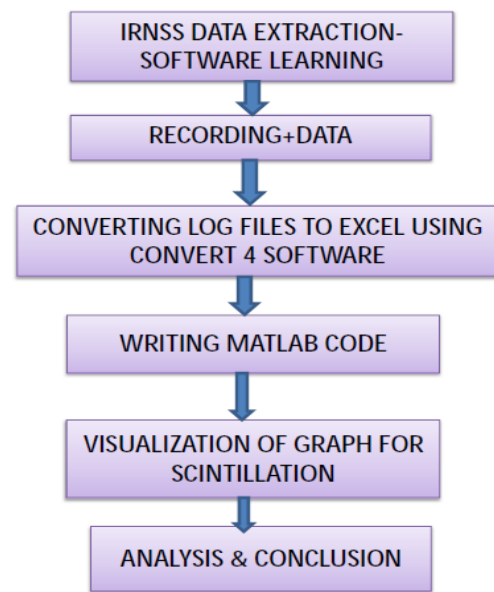 IRNSS DATA EXTRACTION-
SOFTWARE LEARNING
RECORDING+DATA
CONVERTING LOG FILES TO EXCEL USING
CONVERT 4 SOFTWARE
WRITING MATLAB CODE
VISUALIZATION OF GRAPH FOR
SCINTILLATION
ANALYSIS & CONCLUSION